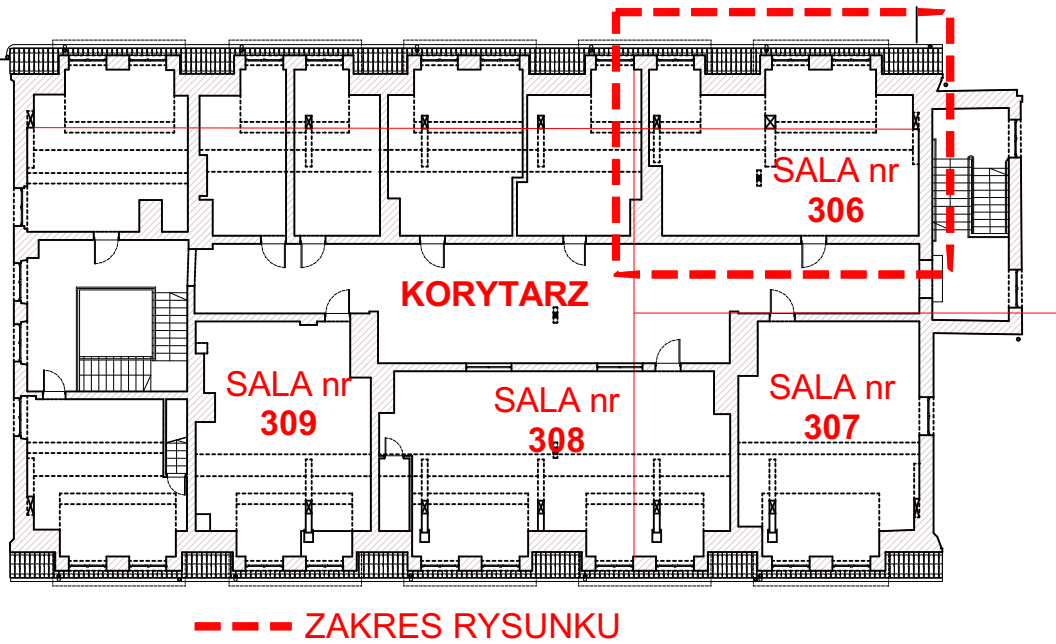 SALA nr
306
KORYTARZ
SALA nr
309
SALA nr
308
SALA nr
307
ZAKRES RYSUNKU